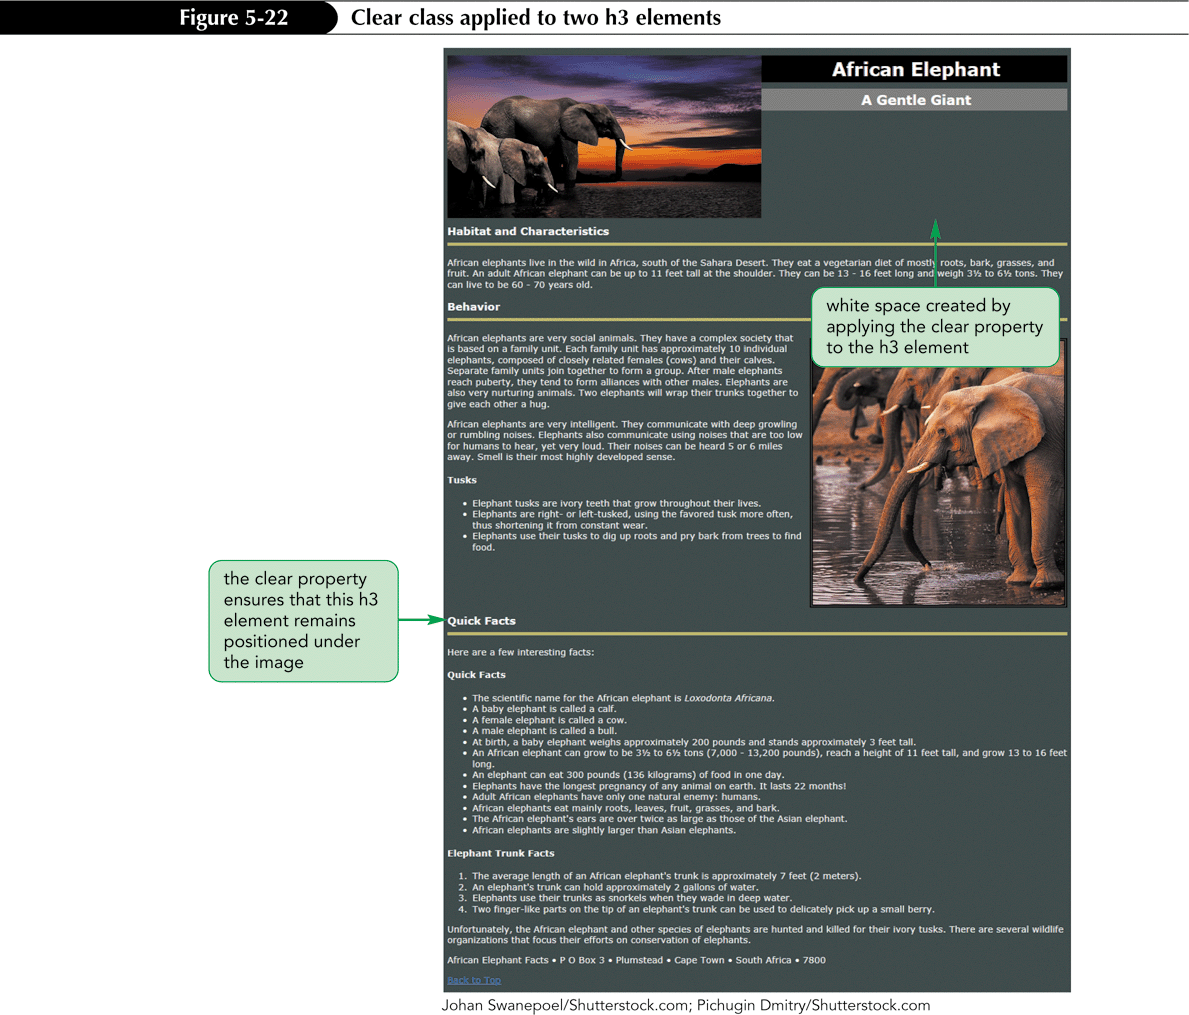 Figure 5-22 Clear class applied to two h3 elements
African Elephant
A Gentle Giant
Habitat and Characteristics
African elephants live in the wild in Africa, south of the Sahara Desert. They eat a vegetarian diet of mostly roots, bark, grasses, and
fruit. An adult African elephant can be up to 11 feet tall at the shoulder. They can be 13 - 16 feet long and weigh 3½ to 6½ tons. They
can live to be 60 - 70 years old.
white space created by
applying the clear property
to the h3 element
Behavior
African elephants are very social animals. They have a complex society that
is based on a family unit. Each family unit has approximately 10 individual
elephants, composed of closely related females (cows) and their calves.
Separate family units join together to form a group. After male elephants
reach puberty, they tend to form alliances with other males. Elephants are
also very nurturing animals. Two elephants will wrap their trunks together to
give each other a hug.
African elephants are very intelligent. They communicate with deep growling
or rumbling noises. Elephants also communicate using noises that are too low
for humans to hear, yet very loud. Their noises can be heard 5 or 6 miles
away. Smell is their most highly developed sense.
Tusks
• Elephant tusks are ivory teeth that grow throughout their lives.
• Elephants are right- or left-tusked, using the favored tusk more often,
thus shortening it from constant wear.
• Elephants use their tusks to dig up roots and pry bark from trees to find
food.
the clear property
ensures that this h3
element remains
positioned under
the image
Quick Facts
Here are a few interesting facts:
Quick Facts
• The scientific name for the African elephant is Loxodonta Africana.
• A baby elephant is called a calf.
• A female elephant is called a cow.
• A male elephant is called a bull.
• At birth, a baby elephant weighs approximately 200 pounds and stands approximately 3 feet tall.
• An African elephant can grow to be 3½ to 6½ tons (7,000 - 13,200 pounds), reach a height of 11 feet tall, and grow 13 to 16 feet
long.
• An elephant can eat 300 pounds (136 kilograms) of food in one day.
• Elephants have the longest pregnancy of any animal on earth. It lasts 22 months!
• Adult African elephants have only one natural enemy: humans.
• African elephants eat mainly roots, leaves, fruit, grasses, and bark.
• The African elephant's ears are over twice as large as those of the Asian elephant.
• African elephants are slightly larger than Asian elephants.
Elephant Trunk Facts
1. The average length of an African elephant's trunk is approximately 7 feet (2 meters).
2. An elephant's trunk can hold approximately 2 gallons of water.
3. Elephants use their trunks as snorkels when they wade in deep water.
4. Two finger-like parts on the tip of an elephant's trunk can be used to delicately pick up a small berry.
Unfortunately, the African elephant and other species of elephants are hunted and killed for their ivory tusks. There are several wildlife
organizations that focus their efforts on conservation of elephants.
African Elephant Facts • P O Box 3 • Plumstead • Cape Town • South Africa • 7800
Back to Top
Johan Swanepoel/Shutterstock.com; Pichugin Dmitry/Shutterstock.com